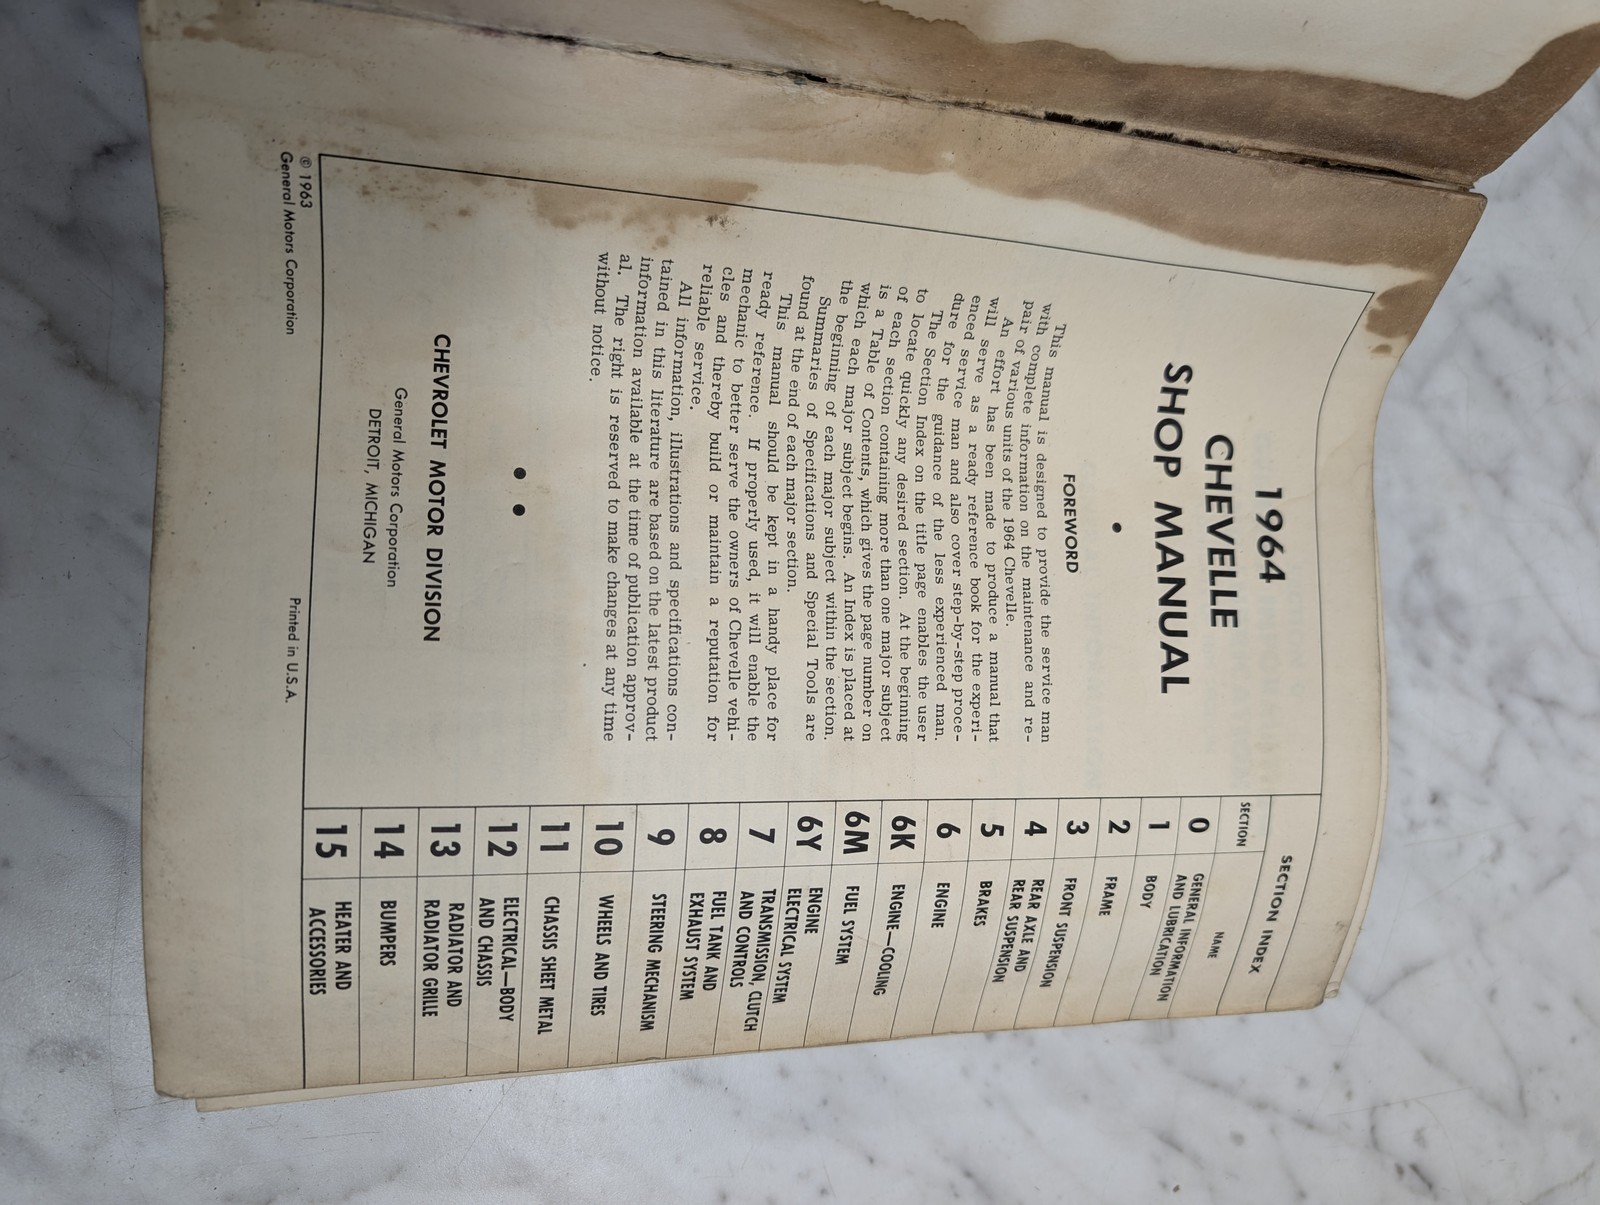 1964
CHEVELLE
SHOP MANUAL
FOREWORD
This manual is designed to provide the service man
with complete information on the maintenance and re-
pair of various units of the 1964 Chevelle.
An effort has been made to produce a manual that
will serve as a ready reference book for the experi-
enced service man and also cover step-by-step proce-
dure for the guidance of the less experienced man.
The Section Index on the title page enables the user
to locate quickly any desired section. At the beginning
of each section containing more than one major subject
is a Table of Contents, which gives the page number on
which each major subject begins. An Index is placed at
the beginning of each major subject within the section.
Summaries of Specifications and Special Tools are
found at the end of each major section.
This manual should be kept in a handy place for
ready reference. If properly used, it will enable the
mechanic to better serve the owners of Chevelle vehi-
cles and thereby build or maintain a reputation for
reliable service.
All information, illustrations and specifications con-
tained in this literature are based on the latest product
information available at the time of publication approv-
al. The right is reserved to make changes at any time
without notice.
CHEVROLET MOTOR DIVISION
General Motors Corporation
DETROIT, MICHIGAN
© 1963
General Motors Corporation
Printed in U.S.A.
SECTION INDEX
SECTION NAME
0 GENERAL INFORMATION
AND LUBRICATION
1 BODY
2 FRAME
3 FRONT SUSPENSION
4 REAR AXLE AND
REAR SUSPENSION
5 BRAKES
6 ENGINE
6K ENGINE—COOLING
6M FUEL SYSTEM
6Y ENGINE
ELECTRICAL SYSTEM
7 TRANSMISSION, CLUTCH
AND CONTROLS
8 FUEL TANK AND
EXHAUST SYSTEM
9 STEERING MECHANISM
10 WHEELS AND TIRES
11 CHASSIS SHEET METAL
12 ELECTRICAL—BODY
AND CHASSIS
13 RADIATOR AND
RADIATOR GRILLE
14 BUMPERS
15 HEATER AND
ACCESSORIES